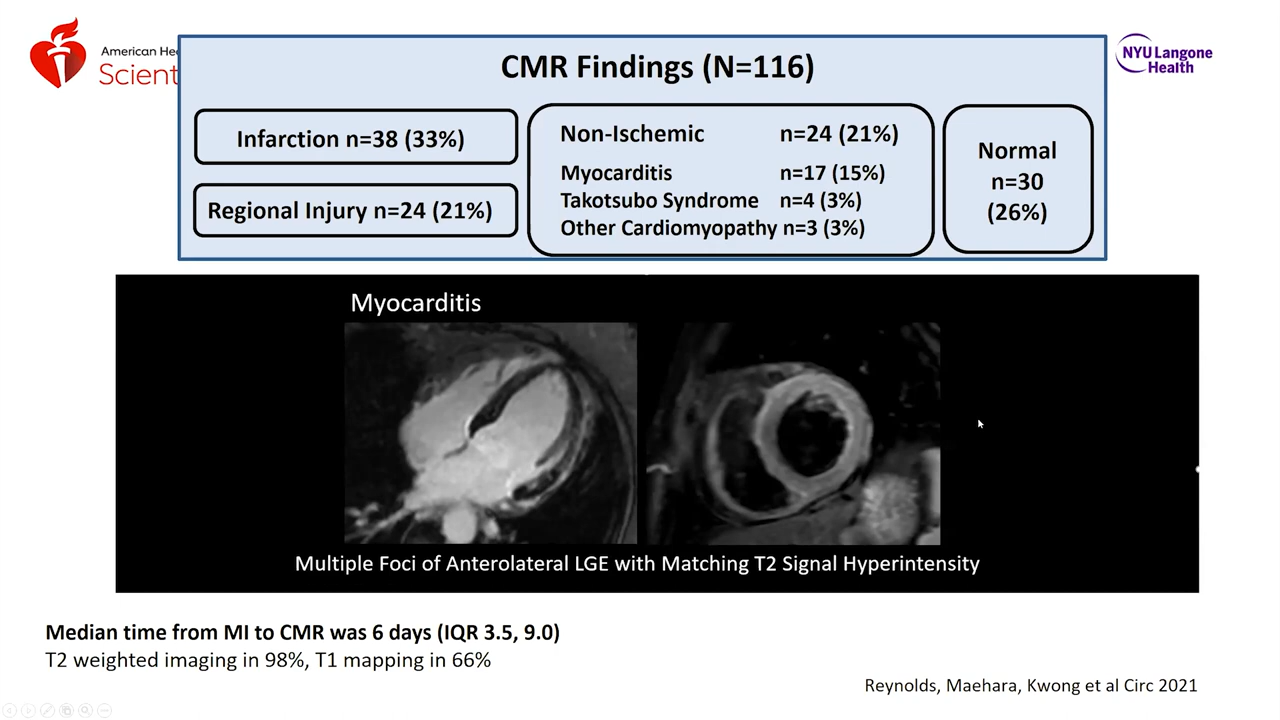 American Hea
Scient
CMR Findings (N=116)
NYU Langone
Health
Infarction n=38 (33%)
Regional Injury n=24 (21%)
Non-Ischemic n=24 (21%)
Myocarditis n=17 (15%)
Takotsubo Syndrome n=4 (3%)
Other Cardiomyopathy n=3 (3%)
Normal
n=30
(26%)
Myocarditis
Multiple Foci of Anterolateral LGE with Matching T2 Signal Hyperintensity
Median time from MI to CMR was 6 days (IQR 3.5, 9.0)
T2 weighted imaging in 98%, T1 mapping in 66%
Reynolds, Maehara, Kwong et al Circ 2021